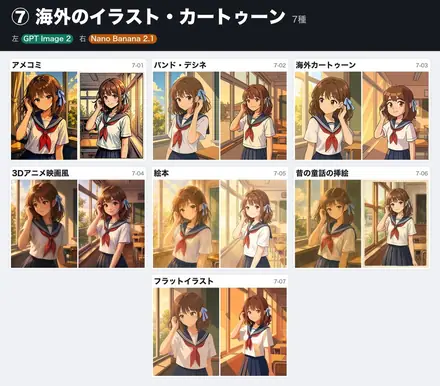 ⑦ 海外のイラスト・カートゥーン 7種
左 GPT Image 2 右 Nano Banana 2.1
アメコミ 7-01
バンド・デシネ 7-02
海外カートゥーン 7-03
3Dアニメ映画風 7-04
絵本 7-05
昔の童話の挿絵 7-06
フラットイラスト 7-07